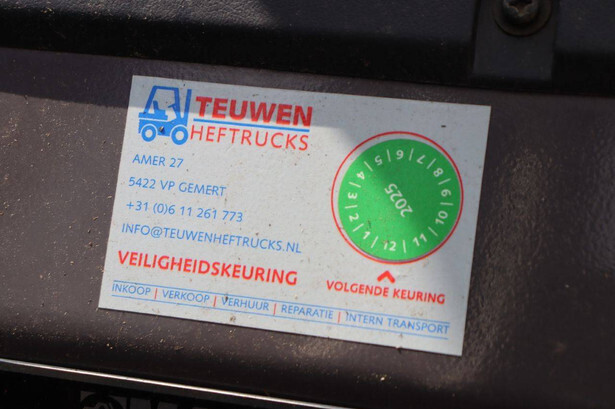 TEUWEN
HEFTRUCKS
AMER 27
5422 VP GEMERT
+31 (0)6 11 261 773
INFO@TEUWENHEFTRUCKS.NL
VEILIGHEIDSKEURING
1 | 2 | 3 | 4 | 5 | 6 | 7 | 8 | 9 | 10 | 11 | 12
2025
VOLGENDE KEURING
INKOOP | VERKOOP | VERHUUR | REPARATIE | INTERN TRANSPORT